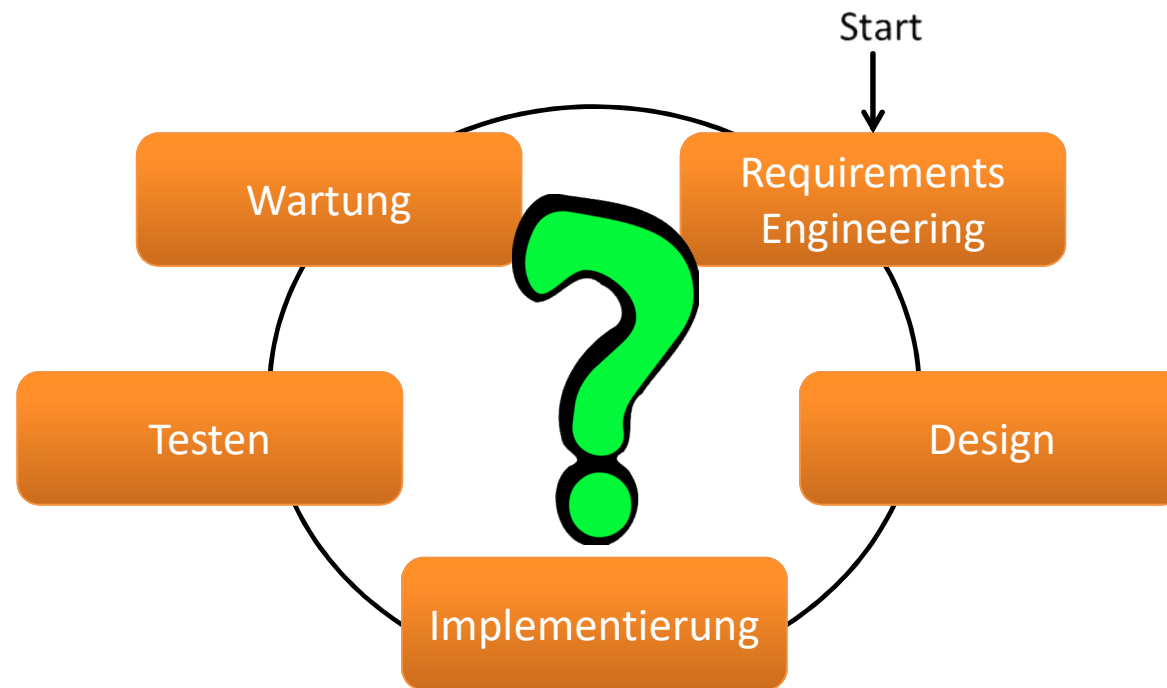 Start
Requirements
Engineering
Wartung
Testen
Design
Implementierung